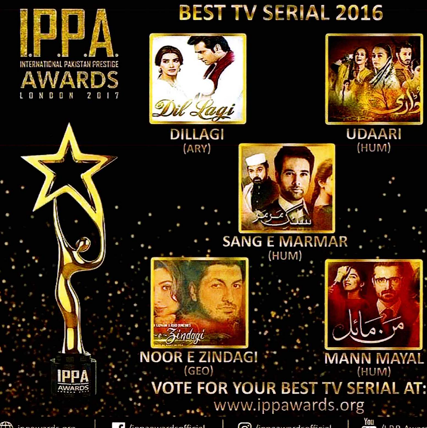 I.P.P.A.
INTERNATIONAL PAKISTAN PRESTIGE
AWARDS
LONDON 2017
BEST TV SERIAL 2016
Dil Lagi
DILLAGI
(ARY)
UDAARI
(HUM)
سنگ مرمر
SANG E MARMAR
(HUM)
e-Zindagi
NOOR E ZINDAGI
(GEO)
من مائل
MANN MAYAL
(HUM)
IPPA
AWARDS
VOTE FOR YOUR BEST TV SERIAL AT:
www.ippawards.org